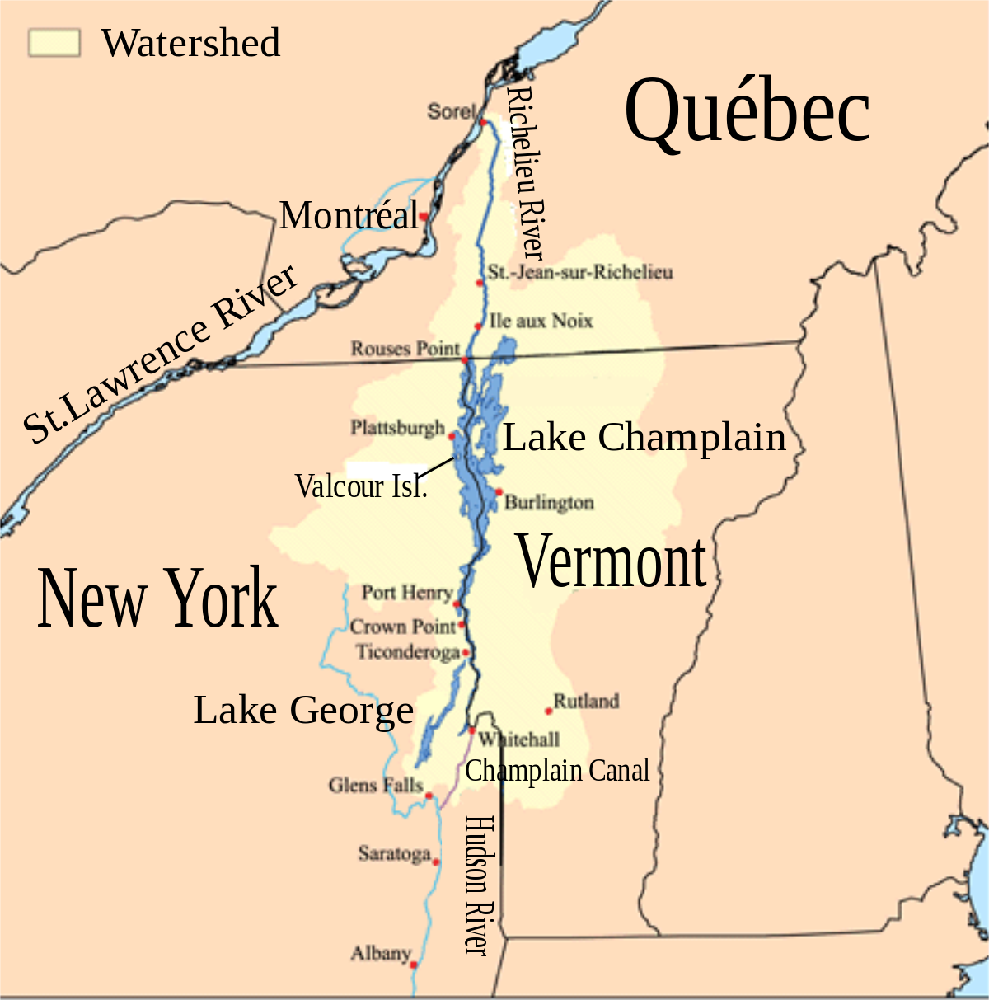 Watershed
Québec
Sorel
Richelieu River
Montréal
St.-Jean-sur-Richelieu
St.Lawrence River
Ile aux Noix
Rouses Point
Plattsburgh
Lake Champlain
Valcour Isl.
Burlington
Vermont
New York
Port Henry
Crown Point
Ticonderoga
Lake George
Rutland
Whitehall
Champlain Canal
Glens Falls
Hudson River
Saratoga
Albany